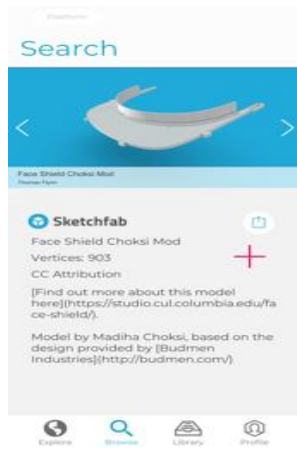 Search
Face Shield Choksi Mod
Thomas Flynn
Sketchfab
Face Shield Choksi Mod
Vertices: 903
CC Attribution
[Find out more about this model
here](https://studio.cul.columbia.edu/fa
ce-shield/).
Model by Madiha Choksi, based on the
design provided by [Budmen
Industries](http://budmen.com/)
Explore
Browse
Library
Profile